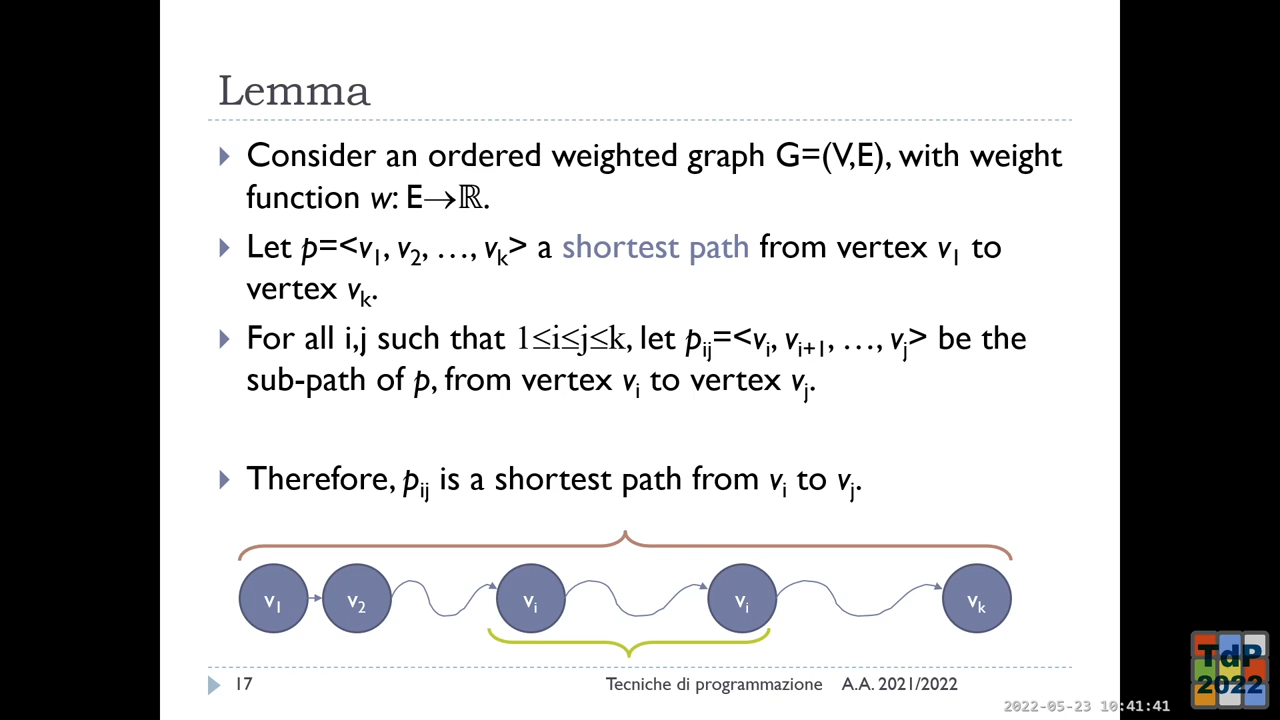 Lemma
Consider an ordered weighted graph G=(V,E), with weight
function w: E→ℝ.
Let p=<v1, v2, …, vk> a shortest path from vertex v1 to
vertex vk.
For all i,j such that 1≤i≤j≤k, let pij=<vi, vi+1, …, vj> be the
sub-path of p, from vertex vi to vertex vj.
Therefore, pij is a shortest path from vi to vj.
v1 v2 vi vi vk
17 Tecniche di programmazione A.A. 2021/2022
TdP
2022
2022-05-23 10:41:41